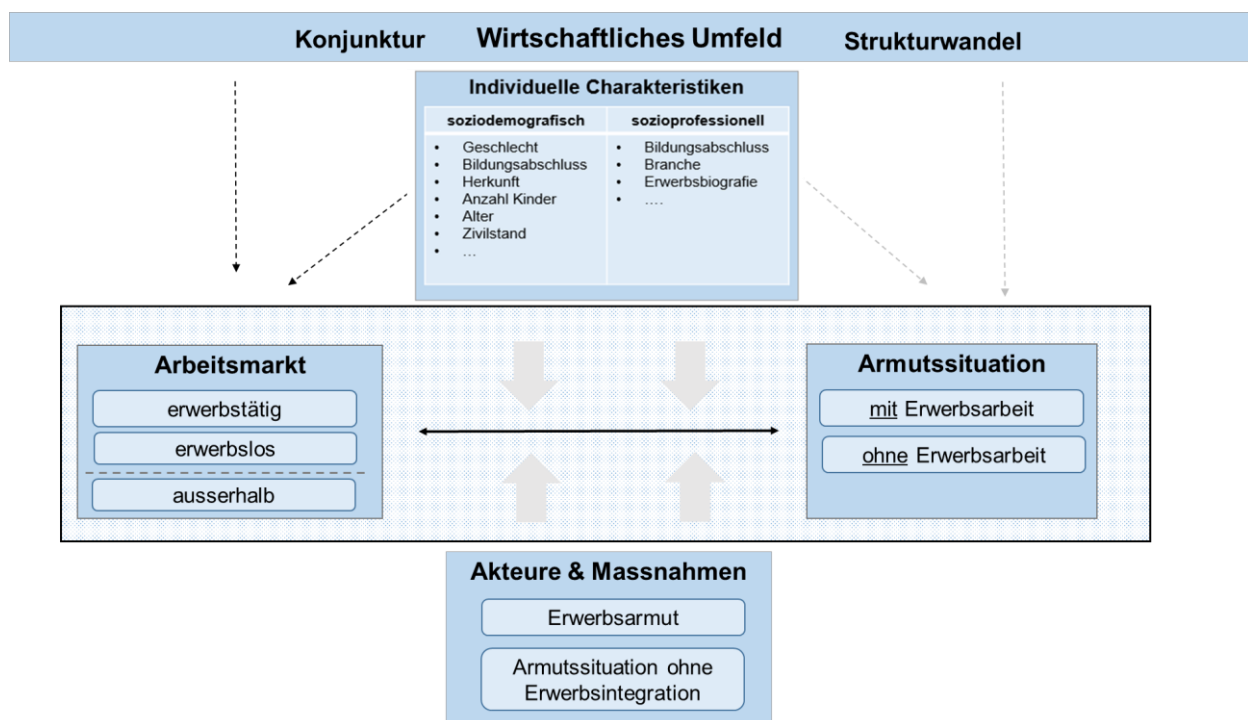 Konjunktur Wirtschaftliches Umfeld Strukturwandel
Individuelle Charakteristiken
soziodemografisch
• Geschlecht
• Bildungsabschluss
• Herkunft
• Anzahl Kinder
• Alter
• Zivilstand
• …
sozioprofessionell
• Bildungsabschluss
• Branche
• Erwerbsbiografie
• ….
Arbeitsmarkt
erwerbstätig
erwerbslos
ausserhalb
Armutssituation
mit Erwerbsarbeit
ohne Erwerbsarbeit
Akteure & Massnahmen
Erwerbsarmut
Armutssituation ohne
Erwerbsintegration